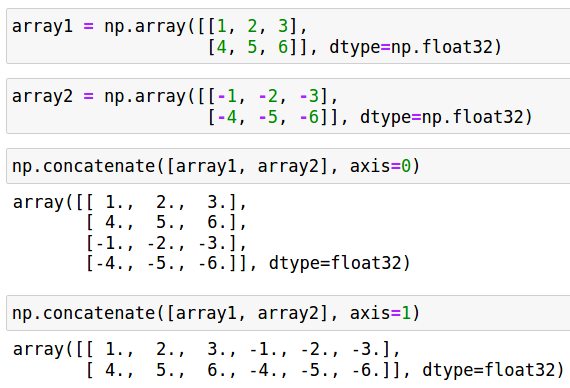 array1 = np.array([[1, 2, 3],
                   [4, 5, 6]], dtype=np.float32)
array2 = np.array([[-1, -2, -3],
                   [-4, -5, -6]], dtype=np.float32)
np.concatenate([array1, array2], axis=0)
array([[ 1.,  2.,  3.],
       [ 4.,  5.,  6.],
       [-1., -2., -3.],
       [-4., -5., -6.]], dtype=float32)
np.concatenate([array1, array2], axis=1)
array([[ 1.,  2.,  3., -1., -2., -3.],
       [ 4.,  5.,  6., -4., -5., -6.]], dtype=float32)